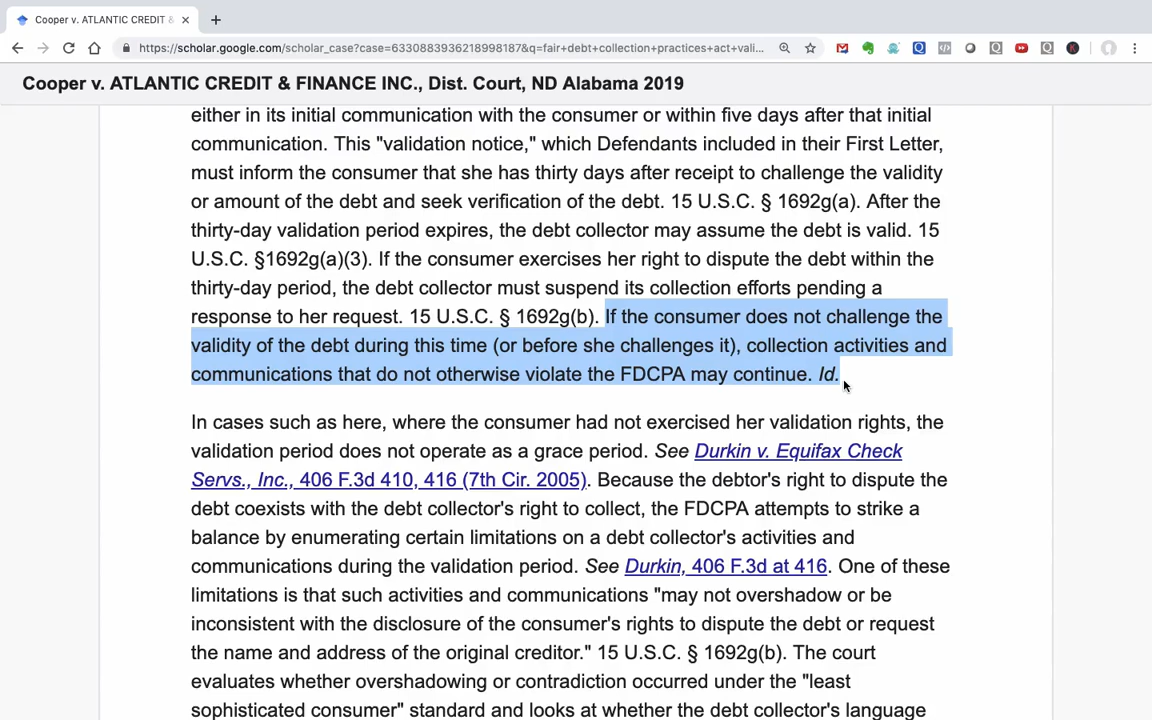 Cooper v. ATLANTIC CREDIT &
https://scholar.google.com/scholar_case?case=6330883936218998187&q=fair+debt+collection+practices+act+vali...
Cooper v. ATLANTIC CREDIT & FINANCE INC., Dist. Court, ND Alabama 2019
either in its initial communication with the consumer or within five days after that initial
communication. This "validation notice," which Defendants included in their First Letter,
must inform the consumer that she has thirty days after receipt to challenge the validity
or amount of the debt and seek verification of the debt. 15 U.S.C. § 1692g(a). After the
thirty-day validation period expires, the debt collector may assume the debt is valid. 15
U.S.C. §1692g(a)(3). If the consumer exercises her right to dispute the debt within the
thirty-day period, the debt collector must suspend its collection efforts pending a
response to her request. 15 U.S.C. § 1692g(b). If the consumer does not challenge the
validity of the debt during this time (or before she challenges it), collection activities and
communications that do not otherwise violate the FDCPA may continue. Id.
In cases such as here, where the consumer had not exercised her validation rights, the
validation period does not operate as a grace period. See Durkin v. Equifax Check
Servs., Inc., 406 F.3d 410, 416 (7th Cir. 2005). Because the debtor's right to dispute the
debt coexists with the debt collector's right to collect, the FDCPA attempts to strike a
balance by enumerating certain limitations on a debt collector's activities and
communications during the validation period. See Durkin, 406 F.3d at 416. One of these
limitations is that such activities and communications "may not overshadow or be
inconsistent with the disclosure of the consumer's rights to dispute the debt or request
the name and address of the original creditor." 15 U.S.C. § 1692g(b). The court
evaluates whether overshadowing or contradiction occurred under the "least
sophisticated consumer" standard and looks at whether the debt collector's language